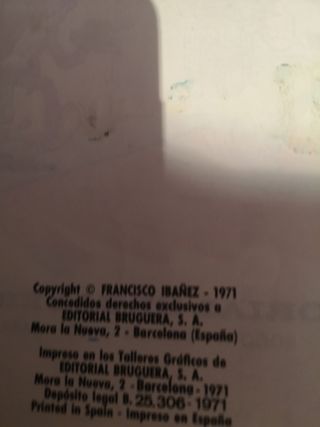 Copyright © FRANCISCO IBAÑEZ - 1971
Concedidos derechos exclusivos a
EDITORIAL BRUGUERA, S. A.
Mora la Nueva, 2 - Barcelona (España)
Impreso en los Talleres Gráficos de
EDITORIAL BRUGUERA, S. A.
Mora la Nueva, 2 - Barcelona - 1971
Depósito legal B. 25.306 - 1971
Printed in Spain - Impreso en España